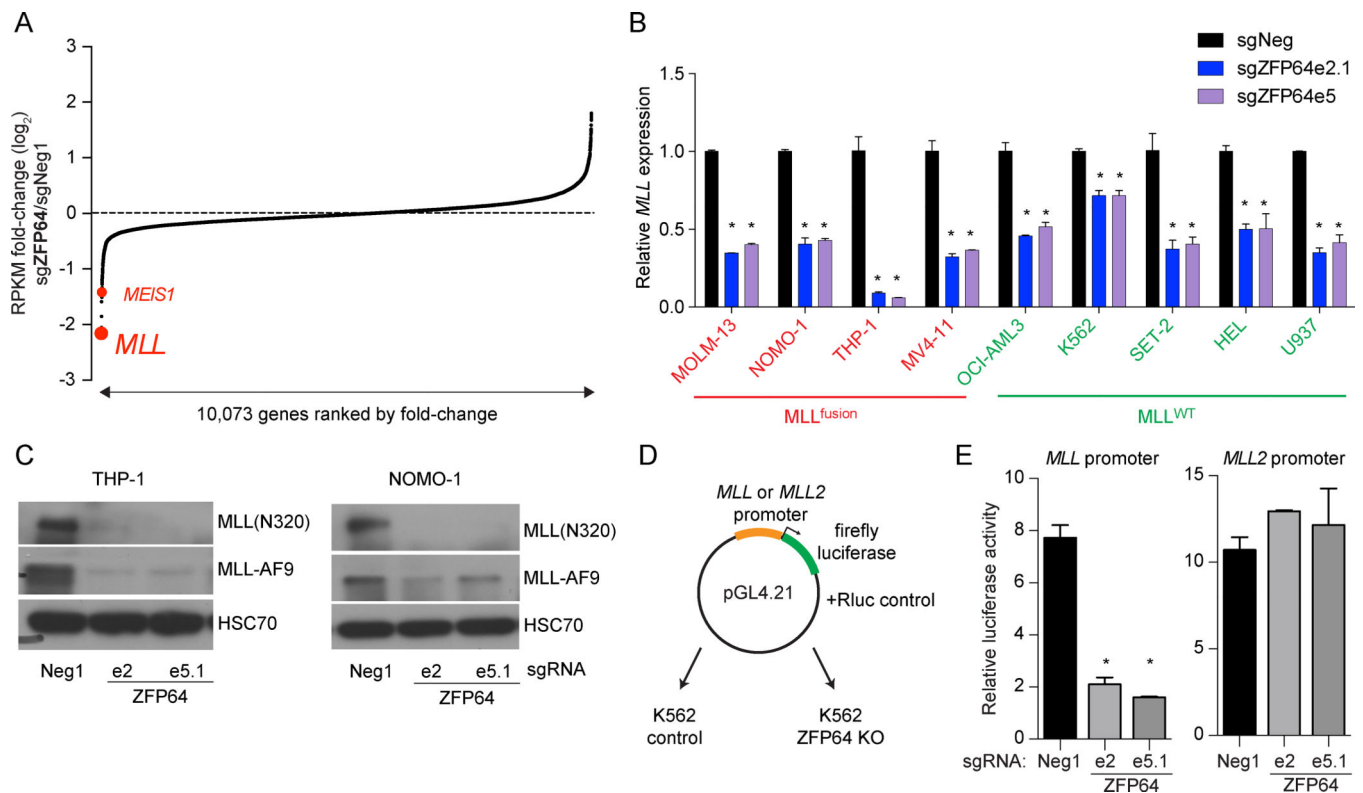 A
3
2
1
0
-1
-2
-3
RPKM fold-change (log2)
sgZFP64/sgNeg1
MEIS1
MLL
10,073 genes ranked by fold-change
B
sgNeg
sgZFP64e2.1
sgZFP64e5
Relative MLL expression
1.5
1.0
0.5
0.0
* * * * * * * * * * * * * * * * * *
MOLM-13
NOMO-1
THP-1
MV4-11
OCI-AML3
K562
SET-2
HEL
U937
MLLfusion
MLLWT
C
THP-1
MLL(N320)
MLL-AF9
HSC70
Neg1 e2 e5.1
ZFP64
NOMO-1
MLL(N320)
MLL-AF9
HSC70
Neg1 e2 e5.1 sgRNA
ZFP64
D
MLL or MLL2
promoter
firefly
luciferase
pGL4.21
+Rluc control
K562
control
K562
ZFP64 KO
E
MLL promoter
Relative luciferase activity
10
8
6
4
2
0
* *
sgRNA: Neg1 e2 e5.1
ZFP64
MLL2 promoter
15
10
5
0
Neg1 e2 e5.1
ZFP64